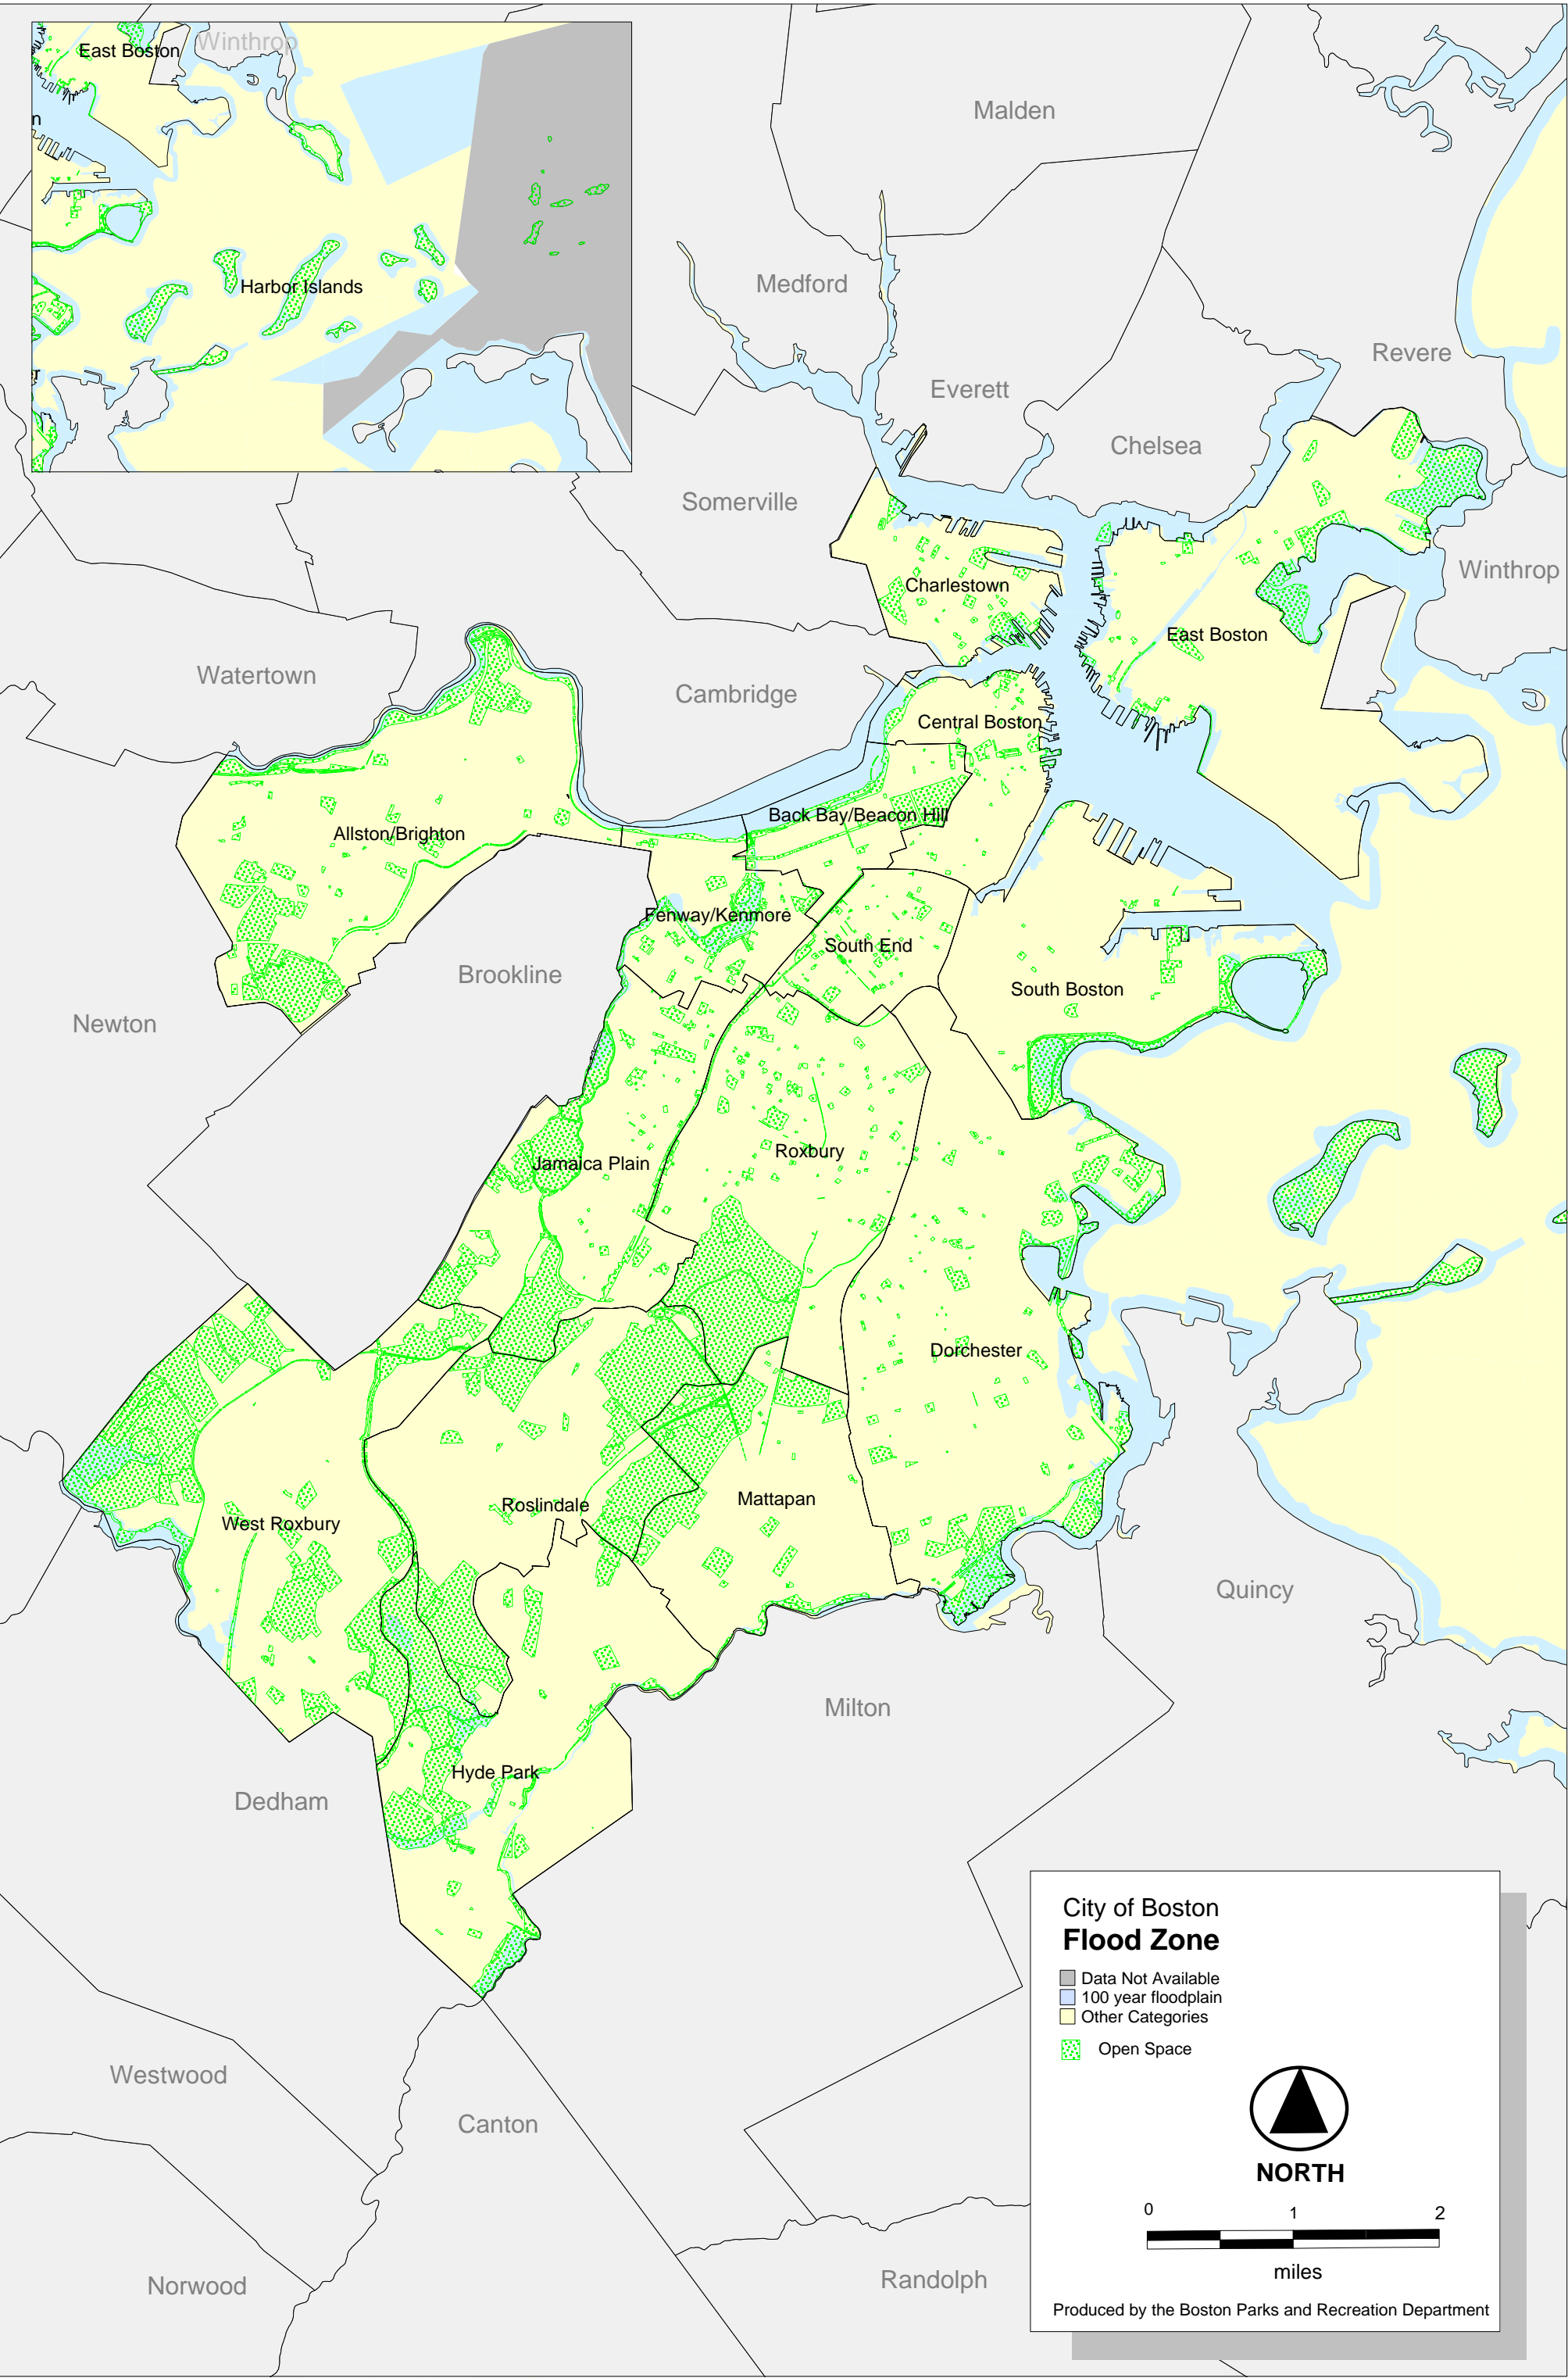 East Boston
Winthrop
n
Harbor Islands
Malden
Medford
Revere
Everett
Chelsea
Somerville
Winthrop
Charlestown
East Boston
Watertown
Cambridge
Central Boston
Back Bay/Beacon Hill
Allston/Brighton
Fenway/Kenmore
South End
Brookline
South Boston
Newton
Jamaica Plain
Roxbury
Dorchester
Mattapan
Roslindale
West Roxbury
Quincy
Milton
Hyde Park
Dedham
Westwood
Canton
Norwood
Randolph
City of Boston
Flood Zone
Data Not Available
100 year floodplain
Other Categories
Open Space
NORTH
0 1 2
miles
Produced by the Boston Parks and Recreation Department